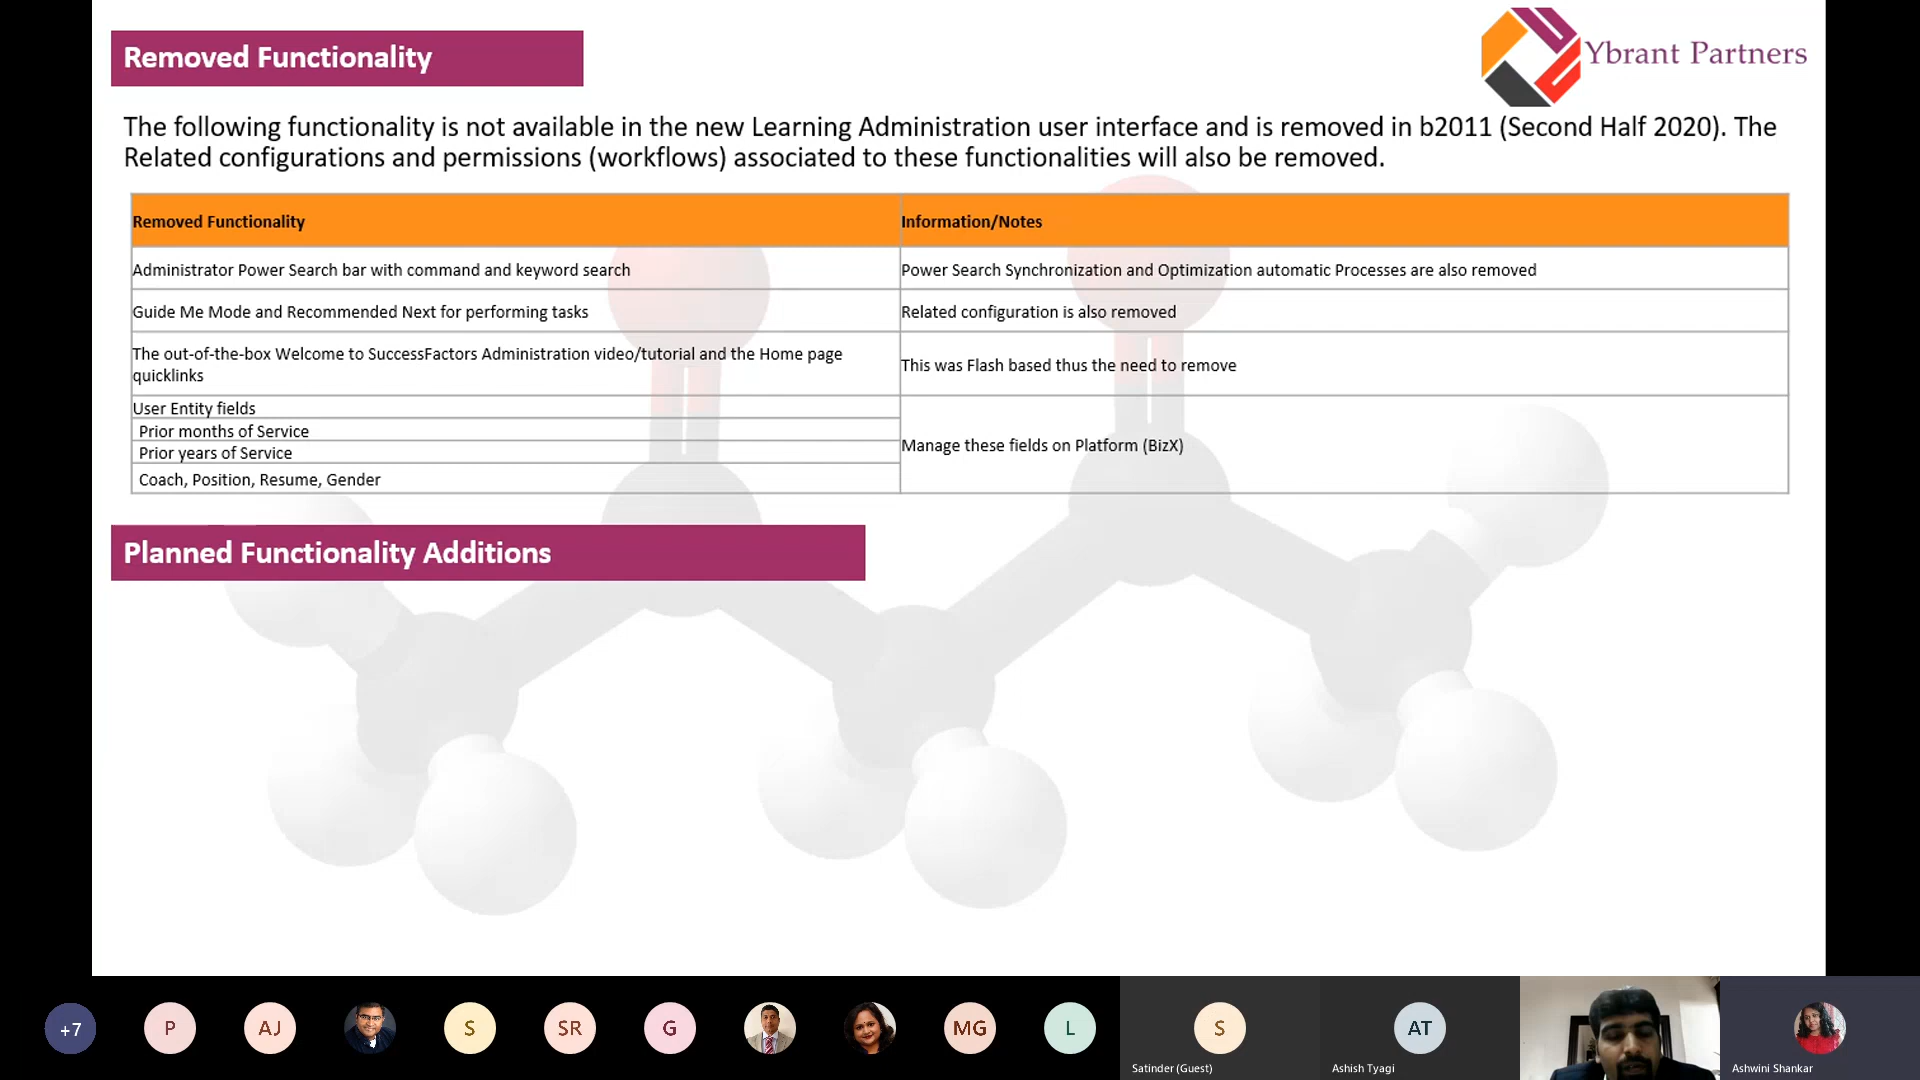 Removed Functionality
Ybrant Partners
The following functionality is not available in the new Learning Administration user interface and is removed in b2011 (Second Half 2020). The
Related configurations and permissions (workflows) associated to these functionalities will also be removed.
Removed Functionality
Information/Notes
Administrator Power Search bar with command and keyword search
Power Search Synchronization and Optimization automatic Processes are also removed
Guide Me Mode and Recommended Next for performing tasks
Related configuration is also removed
The out-of-the-box Welcome to SuccessFactors Administration video/tutorial and the Home page
quicklinks
This was Flash based thus the need to remove
User Entity fields
Prior months of Service
Prior years of Service
Coach, Position, Resume, Gender
Manage these fields on Platform (BizX)
Planned Functionality Additions
+7
P
AJ
S
SR
G
MG
L
S
Satinder (Guest)
AT
Ashish Tyagi
Ashwini Shankar